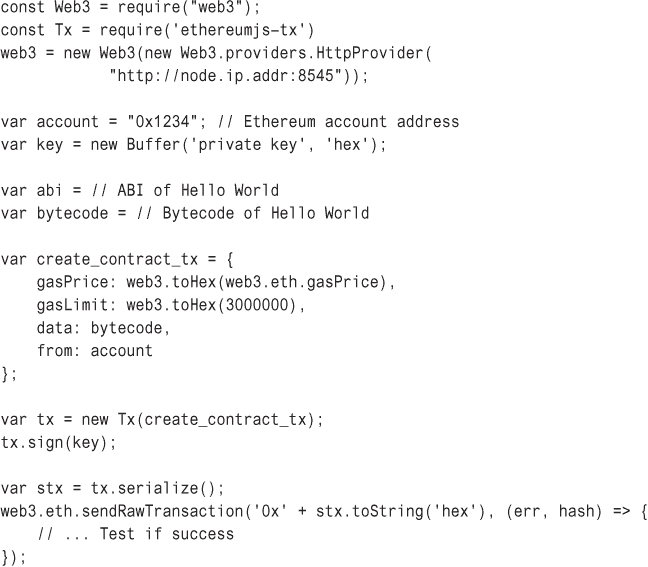 const Web3 = require("web3");
const Tx = require('ethereumjs-tx')
web3 = new Web3(new Web3.providers.HttpProvider(
"http://node.ip.addr:8545"));
var account = "0x1234"; // Ethereum account address
var key = new Buffer('private key', 'hex');
var abi = // ABI of Hello World
var bytecode = // Bytecode of Hello World
var create_contract_tx = {
gasPrice: web3.toHex(web3.eth.gasPrice),
gasLimit: web3.toHex(3000000),
data: bytecode,
from: account
};
var tx = new Tx(create_contract_tx);
tx.sign(key);
var stx = tx.serialize();
web3.eth.sendRawTransaction('0x' + stx.toString('hex'), (err, hash) => {
// ... Test if success
});